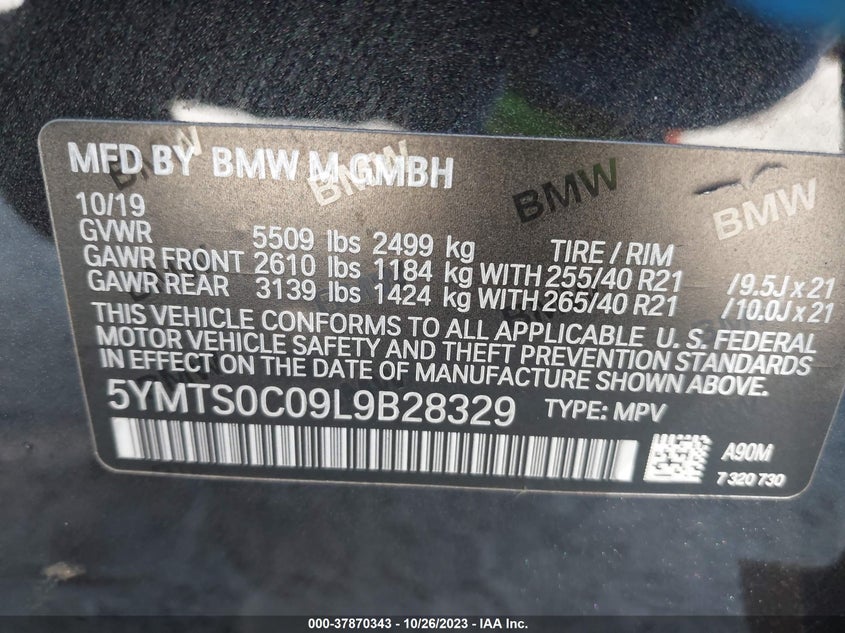 MFD BY BMW M GMBH
BMW BMW BMW BMW
10/19
GVWR 5509 lbs 2499 kg TIRE / RIM
GAWR FRONT 2610 lbs 1184 kg WITH 255/40 R21 /9.5J x 21
GAWR REAR 3139 lbs 1424 kg WITH 265/40 R21 /10.0J x 21
THIS VEHICLE CONFORMS TO ALL APPLICABLE U. S. FEDERAL
MOTOR VEHICLE SAFETY AND THEFT PREVENTION STANDARDS
IN EFFECT ON THE DATE OF MANUFACTURE SHOWN ABOVE.
5YMTS0C09L9B28329 TYPE: MPV
A90M
7 320 730
000-37870343 | 10/26/2023 - IAA Inc.